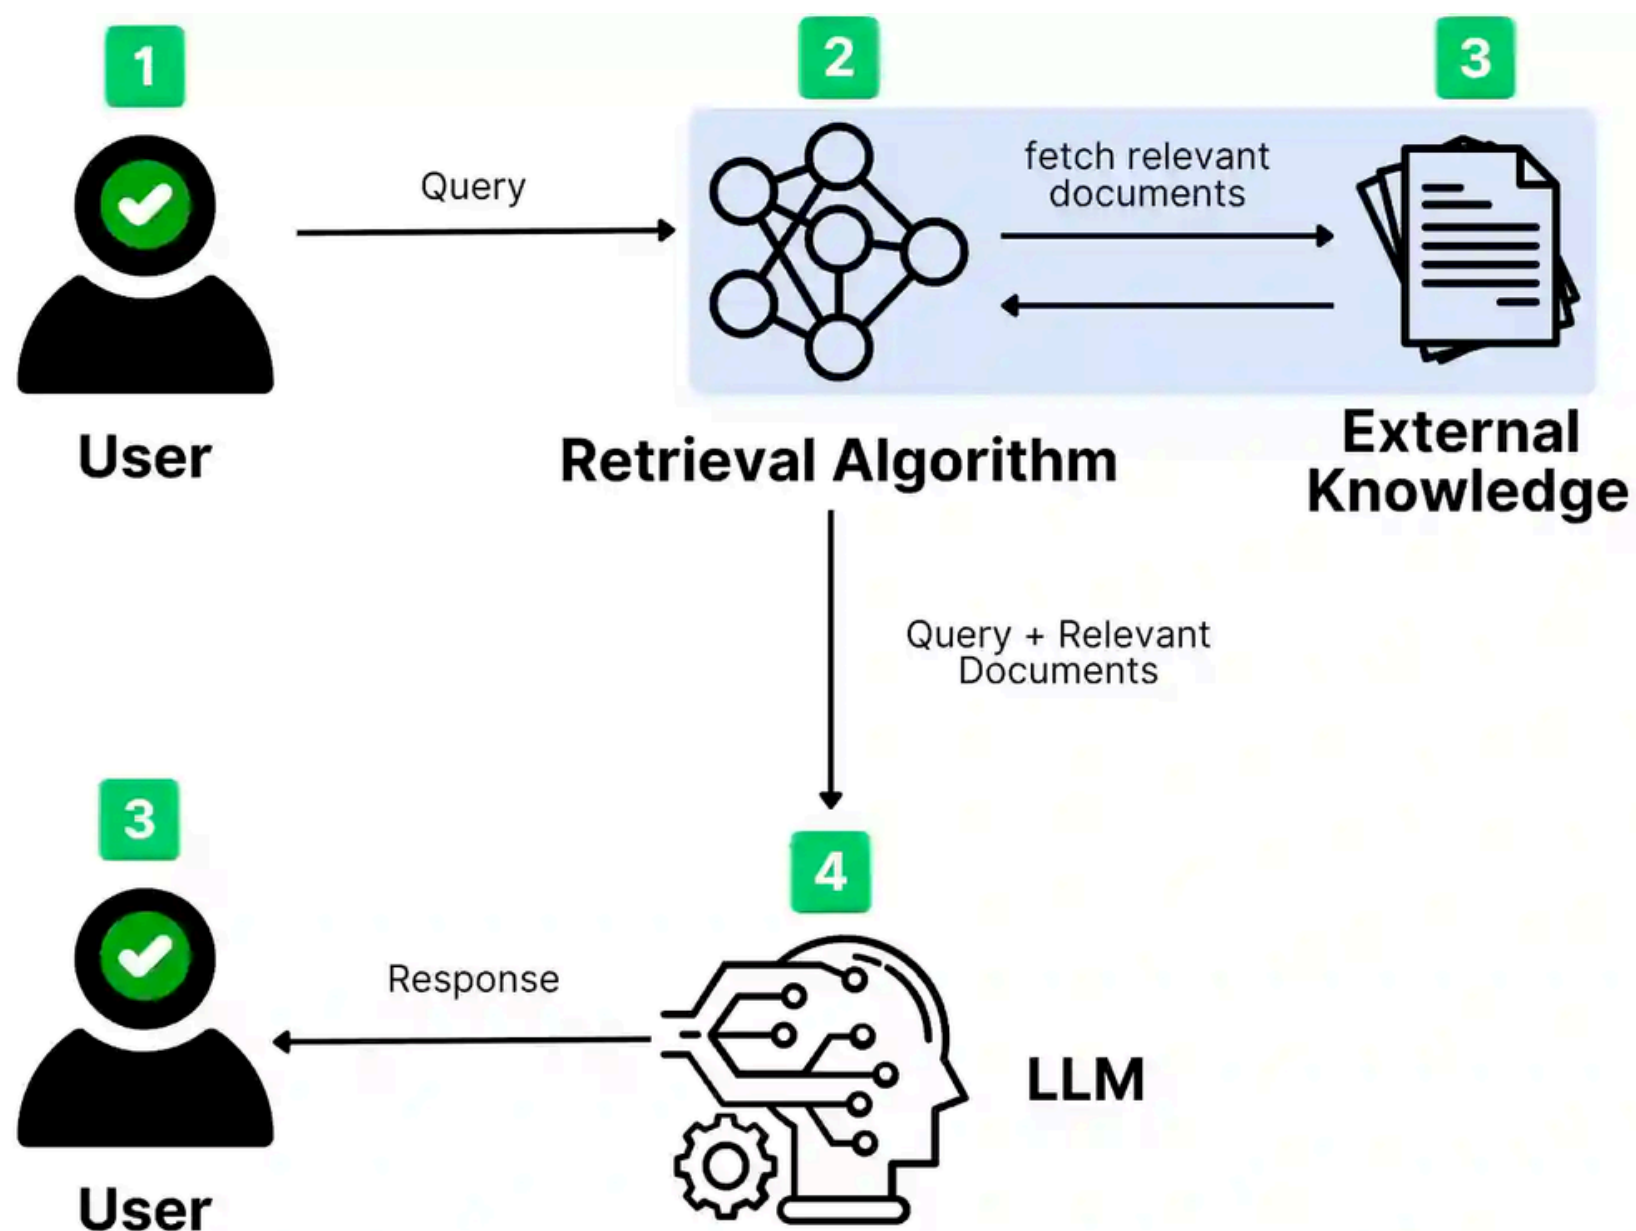 1
2
3
Query
fetch relevant
documents
User
Retrieval Algorithm
External
Knowledge
Query + Relevant
Documents
3
4
Response
LLM
User